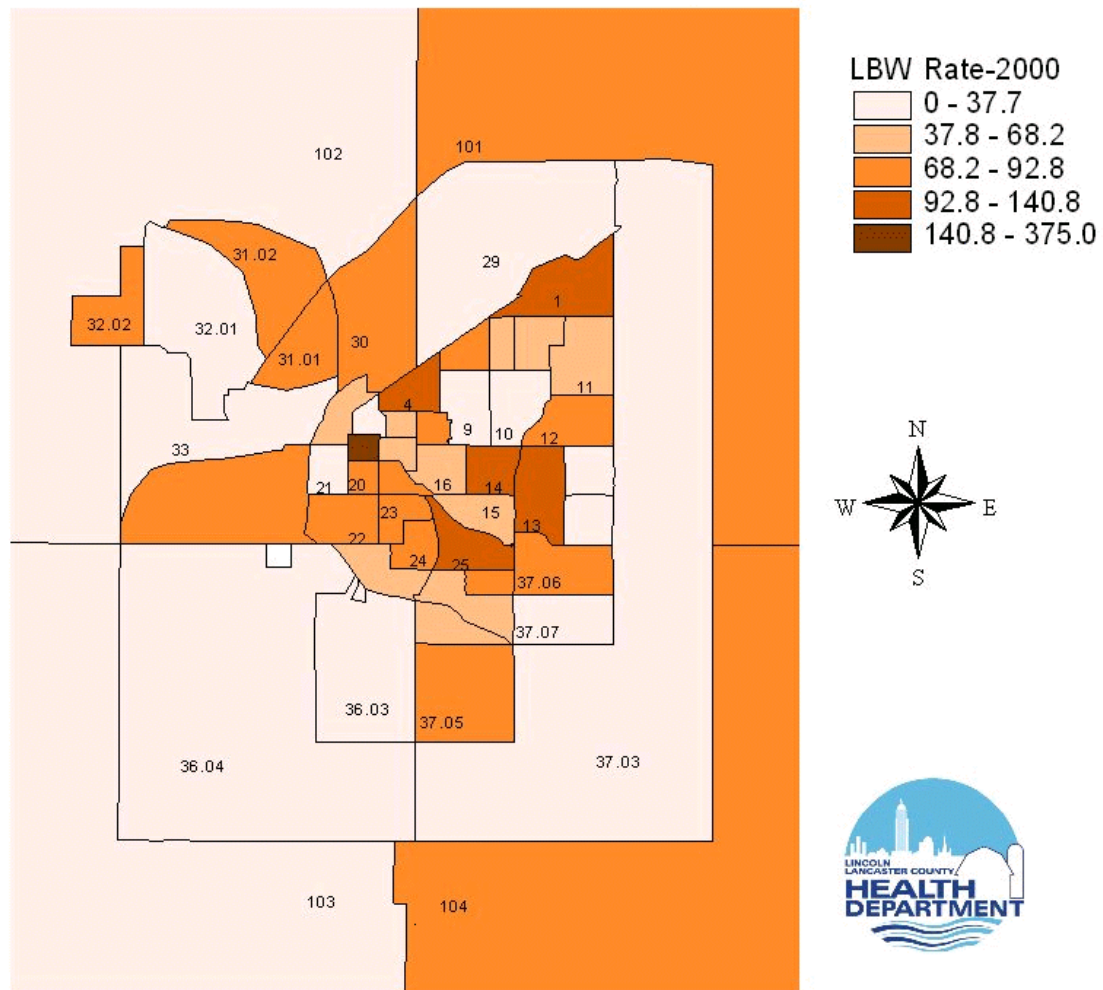 LBW Rate-2000
0 - 37.7
37.8 - 68.2
68.2 - 92.8
92.8 - 140.8
140.8 - 375.0
101
102
31.02
29
1
32.02
32.01
30
31.01
11
4
9
10
12
33
21
20
16
14
N
W
E
S
15
23
13
22
24
25
37.06
37.07
36.03
37.05
36.04
37.03
103
104
LINCOLN
LANCASTER COUNTY
HEALTH
DEPARTMENT